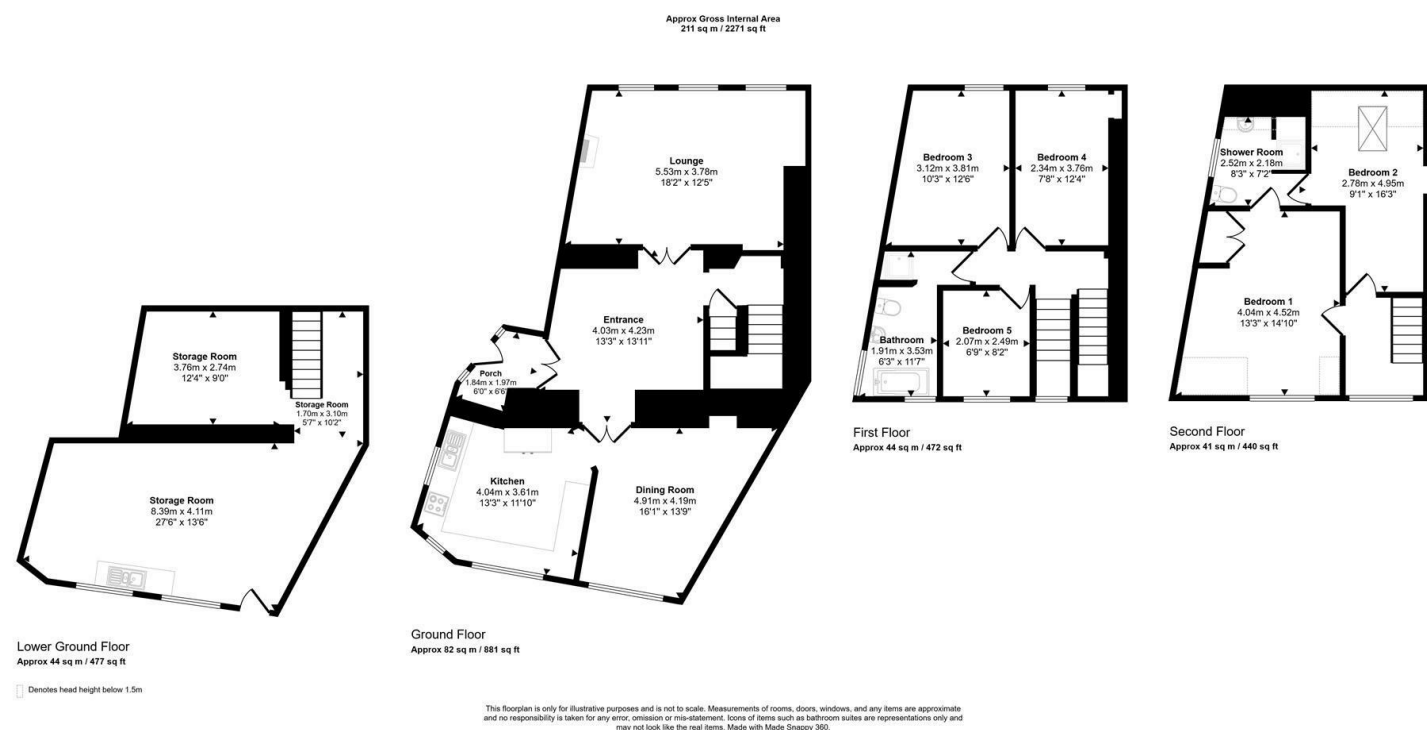 Approx Gross Internal Area
211 sq m / 2271 sq ft
Storage Room
3.76m x 2.74m
12'4" x 9'0"
Storage Room
1.70m x 3.10m
5'7" x 10'2"
Storage Room
8.39m x 4.11m
27'6" x 13'6"
Lower Ground Floor
Approx 44 sq m / 477 sq ft
Denotes head height below 1.5m
Lounge
5.53m x 3.78m
18'2" x 12'5"
Entrance
4.03m x 4.23m
13'3" x 13'11"
Porch
1.84m x 1.97m
6'0" x 6'6"
Kitchen
4.04m x 3.61m
13'3" x 11'10"
Dining Room
4.91m x 4.19m
16'1" x 13'9"
Ground Floor
Approx 82 sq m / 881 sq ft
Bedroom 3
3.12m x 3.81m
10'3" x 12'6"
Bedroom 4
2.34m x 3.76m
7'8" x 12'4"
Bathroom
1.91m x 3.53m
6'3" x 11'7"
Bedroom 5
2.07m x 2.49m
6'9" x 8'2"
First Floor
Approx 44 sq m / 472 sq ft
Shower Room
2.52m x 2.18m
8'3" x 7'2"
Bedroom 2
2.78m x 4.95m
9'1" x 16'3"
Bedroom 1
4.04m x 4.52m
13'3" x 14'10"
Second Floor
Approx 41 sq m / 440 sq ft
This floorplan is only for illustrative purposes and is not to scale. Measurements of rooms, doors, windows, and any items are approximate
and no responsibility is taken for any error, omission or mis-statement. Icons of items such as bathroom suites are representations only and
may not look like the real items. Made with Made Snappy 360.